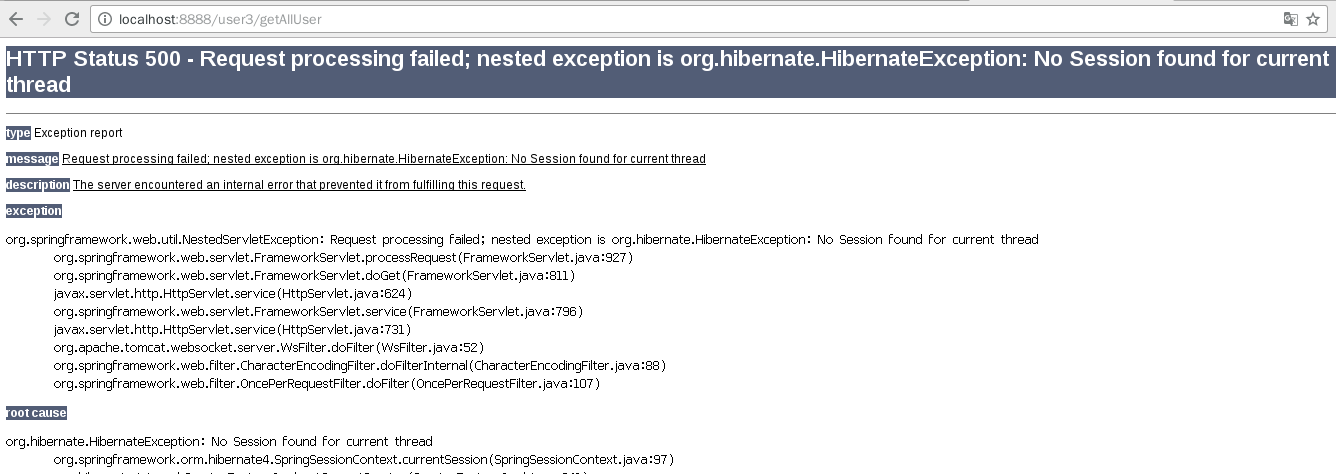 localhost:8888/user3/getAllUser
HTTP Status 500 - Request processing failed; nested exception is org.hibernate.HibernateException: No Session found for current
thread
type Exception report
message Request processing failed; nested exception is org.hibernate.HibernateException: No Session found for current thread
description The server encountered an internal error that prevented it from fulfilling this request.
exception
org.springframework.web.util.NestedServletException: Request processing failed; nested exception is org.hibernate.HibernateException: No Session found for current thread
org.springframework.web.servlet.FrameworkServlet.processRequest(FrameworkServlet.java:927)
org.springframework.web.servlet.FrameworkServlet.doGet(FrameworkServlet.java:811)
javax.servlet.http.HttpServlet.service(HttpServlet.java:624)
org.springframework.web.servlet.FrameworkServlet.service(FrameworkServlet.java:796)
javax.servlet.http.HttpServlet.service(HttpServlet.java:731)
org.apache.tomcat.websocket.server.WsFilter.doFilter(WsFilter.java:52)
org.springframework.web.filter.CharacterEncodingFilter.doFilterInternal(CharacterEncodingFilter.java:88)
org.springframework.web.filter.OncePerRequestFilter.doFilter(OncePerRequestFilter.java:107)
root cause
org.hibernate.HibernateException: No Session found for current thread
org.springframework.orm.hibernate4.SpringSessionContext.currentSession(SpringSessionContext.java:97)